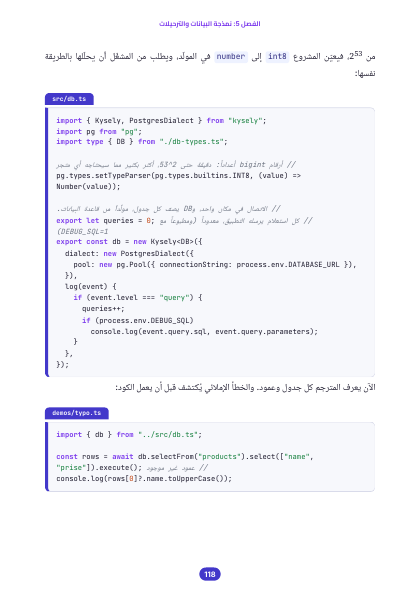 الفصل 5: نمذجة البيانات والترحيلات
من 2^53، فيعيّن المشروع int8 إلى number في المولّد، ويطلب من المشغّل أن يحلّلها بالطريقة
نفسها:
src/db.ts
import { Kysely, PostgresDialect } from "kysely";
import pg from "pg";
import type { DB } from "./db-types.ts";
// أرقام bigint أعداداً: دقيقة حتى 2^53، أكثر بكثير مما سيحتاجه أي متجر
pg.types.setTypeParser(pg.types.builtins.INT8, (value) =>
Number(value));
// الاتصال في مكان واحد، وDB يصف كل جدول، مولّداً من قاعدة البيانات.
export let queries = 0; // كل استعلام يرسله التطبيق، معدوداً (ومطبوعاً مع
(DEBUG_SQL=1
export const db = new Kysely<DB>({
dialect: new PostgresDialect({
pool: new pg.Pool({ connectionString: process.env.DATABASE_URL }),
}),
log(event) {
if (event.level === "query") {
queries++;
if (process.env.DEBUG_SQL)
console.log(event.query.sql, event.query.parameters);
}
},
});
الآن يعرف المترجم كل جدول وعمود، والخطأ الإملائي يُكتشف قبل أن يعمل الكود:
demos/typo.ts
import { db } from "../src/db.ts";
const rows = await db.selectFrom("products").select(["name",
"prise"]).execute(); // عمود غير موجود
console.log(rows[0]?.name.toUpperCase());
118